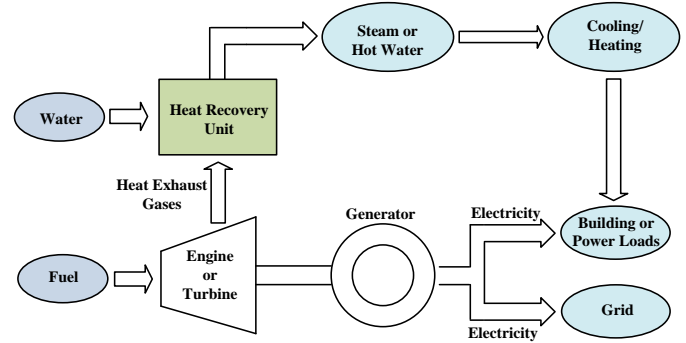 Steam or
Hot Water
Cooling/
Heating
Water
Heat Recovery
Unit
Heat Exhaust
Gases
Generator
Electricity
Building or
Power Loads
Fuel
Engine
or
Turbine
Grid
Electricity